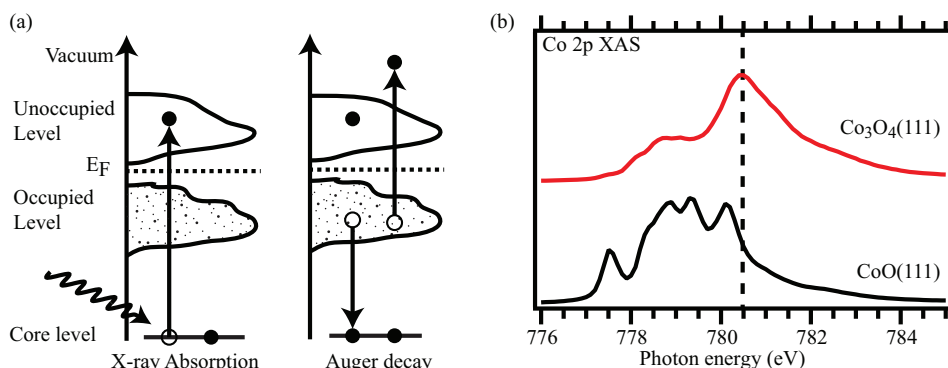 (a)
Vacuum
Unoccupied
Level
E_F
Occupied
Level
Core level
X-ray Absorption
Auger decay
(b)
Co 2p XAS
Co₃O₄(111)
CoO(111)
776 778 780 782 784
Photon energy (eV)